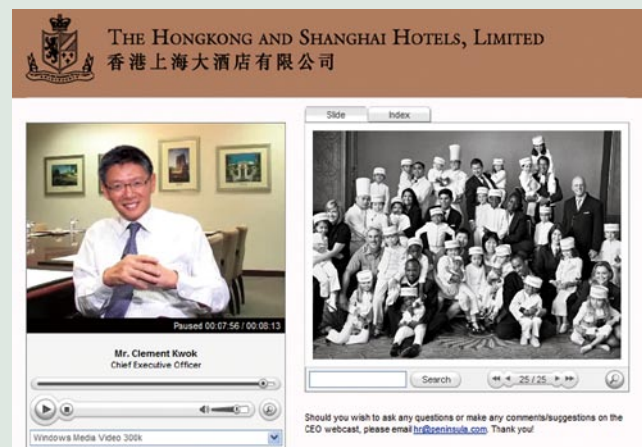 THE HONGKONG AND SHANGHAI HOTELS, LIMITED
香港上海大酒店有限公司
Slide
Index
Paused 00:07:56 / 00:08:13
Mr. Clement Kwok
Chief Executive Officer
Windows Media Video 300k
Search
25 / 25
Should you wish to ask any questions or make any comments/suggestions on the
CEO webcast, please email hr@peninsula.com. Thank you!